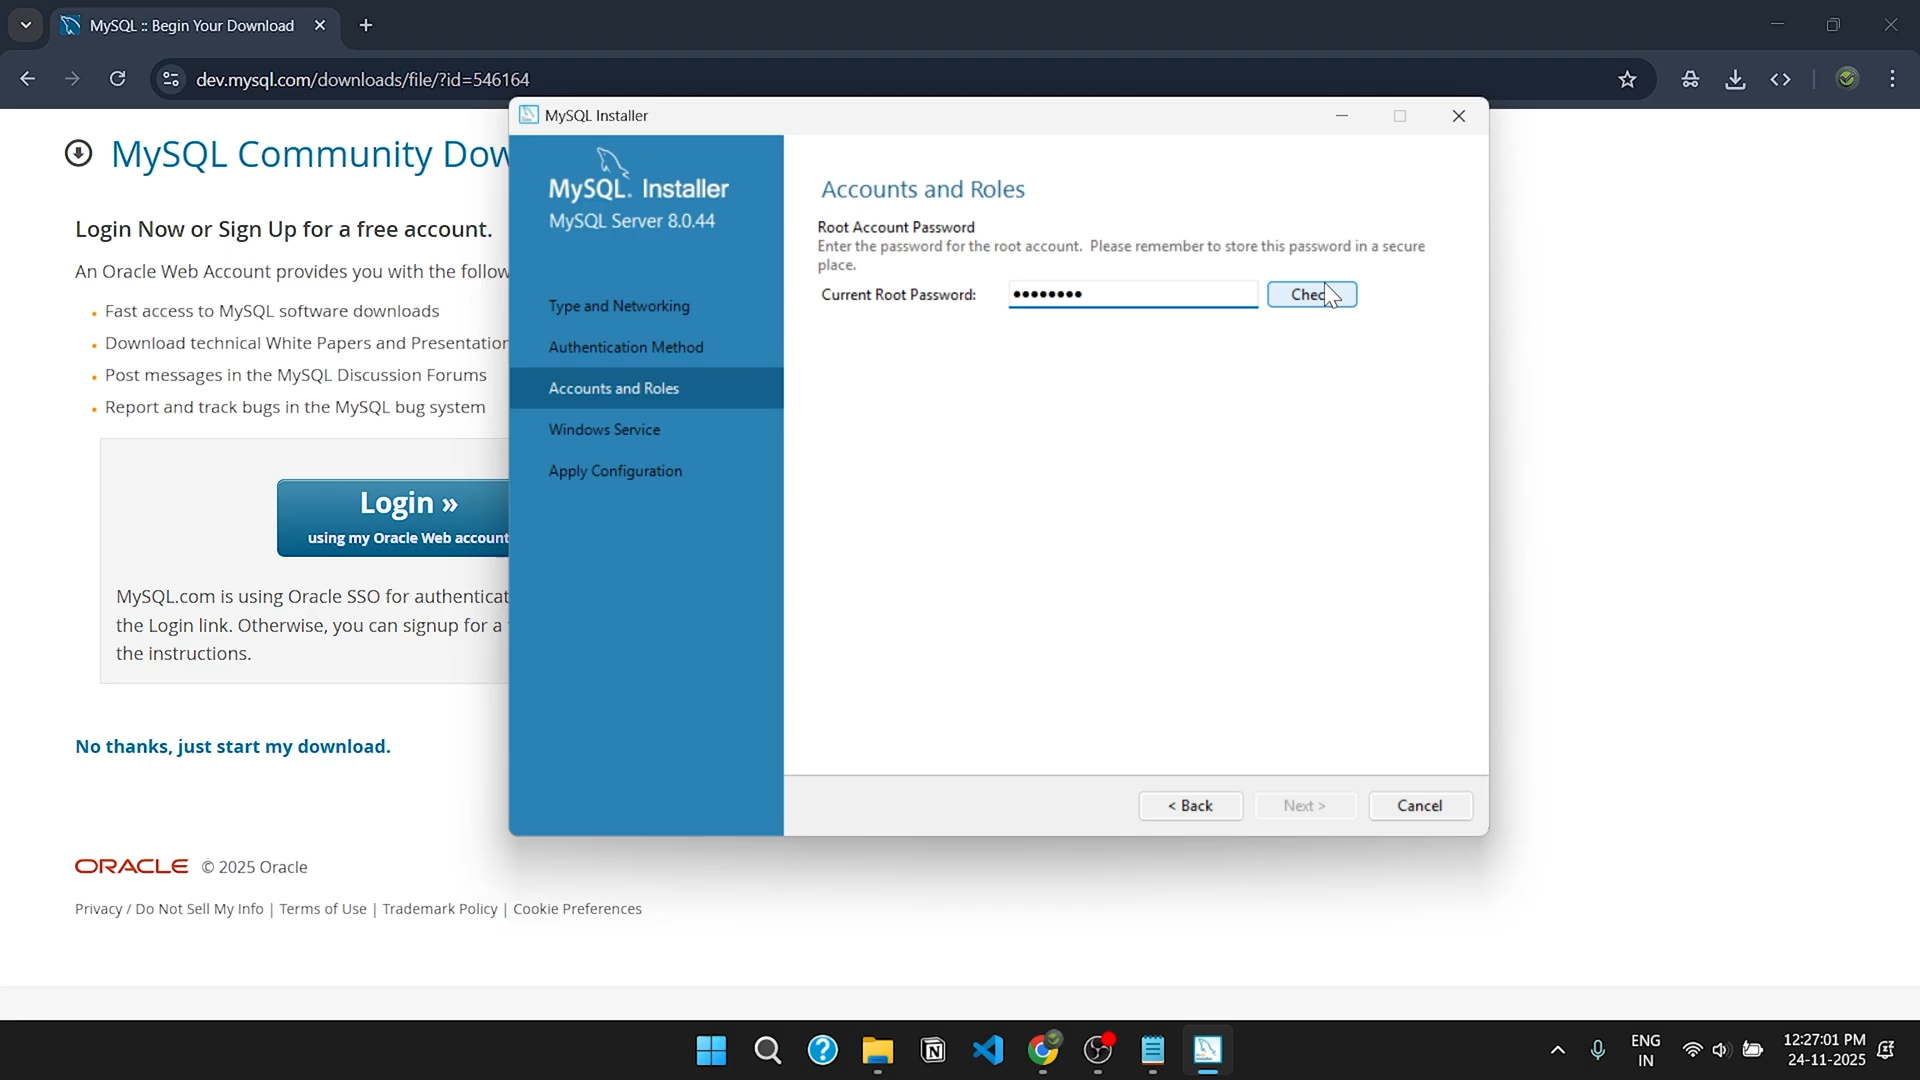 MySQL :: Begin Your Download
dev.mysql.com/downloads/file/?id=546164
MySQL Community Dow
Login Now or Sign Up for a free account.
An Oracle Web Account provides you with the follow
Fast access to MySQL software downloads
Download technical White Papers and Presentation
Post messages in the MySQL Discussion Forums
Report and track bugs in the MySQL bug system
Login »
using my Oracle Web account
MySQL.com is using Oracle SSO for authenticat
the Login link. Otherwise, you can signup for a
the instructions.
No thanks, just start my download.
ORACLE © 2025 Oracle
Privacy / Do Not Sell My Info | Terms of Use | Trademark Policy | Cookie Preferences
MySQL Installer
MySQL. Installer
MySQL Server 8.0.44
Type and Networking
Authentication Method
Accounts and Roles
Windows Service
Apply Configuration
Accounts and Roles
Root Account Password
Enter the password for the root account. Please remember to store this password in a secure
place.
Current Root Password: ●●●●●●●● Chec
< Back Next > Cancel
ENG
IN
12:27:01 PM
24-11-2025